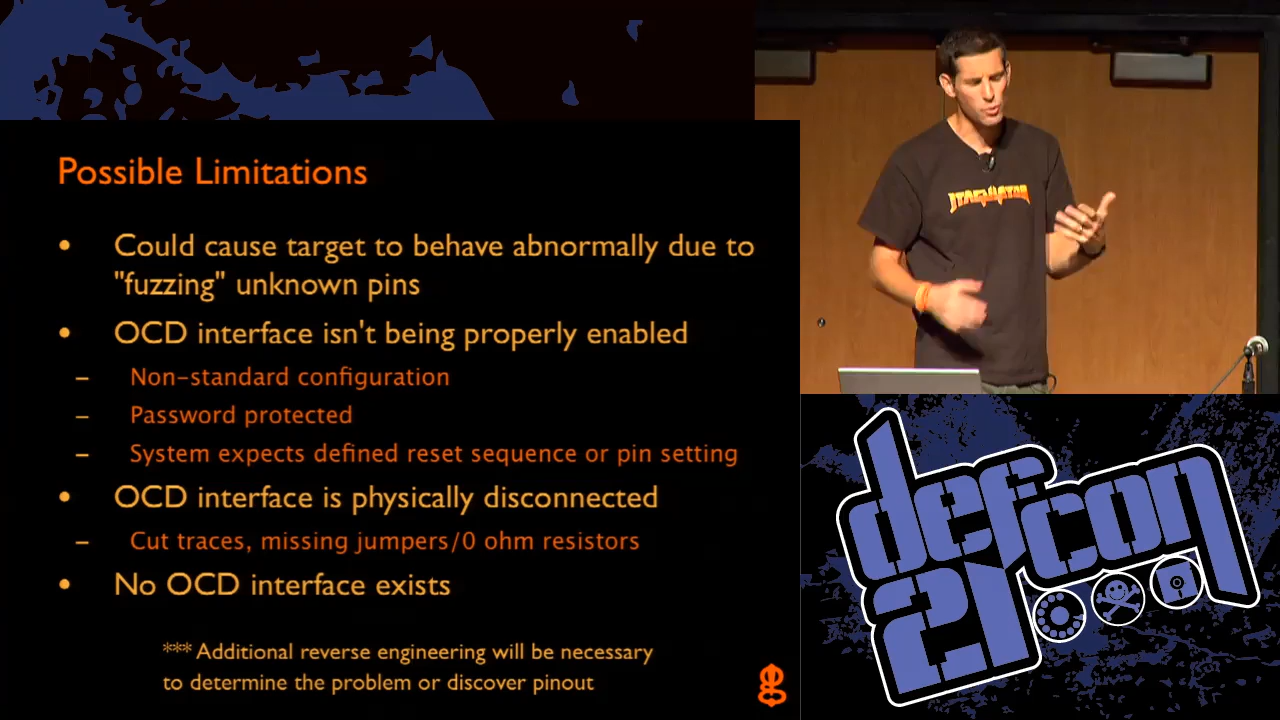 Possible Limitations
• Could cause target to behave abnormally due to
"fuzzing" unknown pins
• OCD interface isn't being properly enabled
– Non-standard configuration
– Password protected
– System expects defined reset sequence or pin setting
• OCD interface is physically disconnected
– Cut traces, missing jumpers/0 ohm resistors
• No OCD interface exists
*** Additional reverse engineering will be necessary
to determine the problem or discover pinout
JTAGULATOR
defcon
21